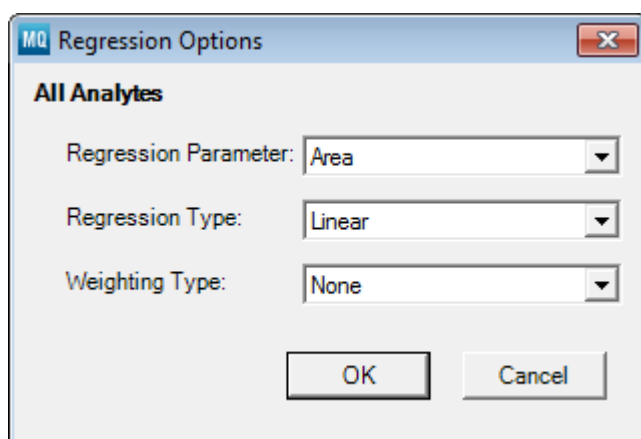 MQ Regression Options
All Analytes
Regression Parameter: Area
Regression Type: Linear
Weighting Type: None
OK Cancel